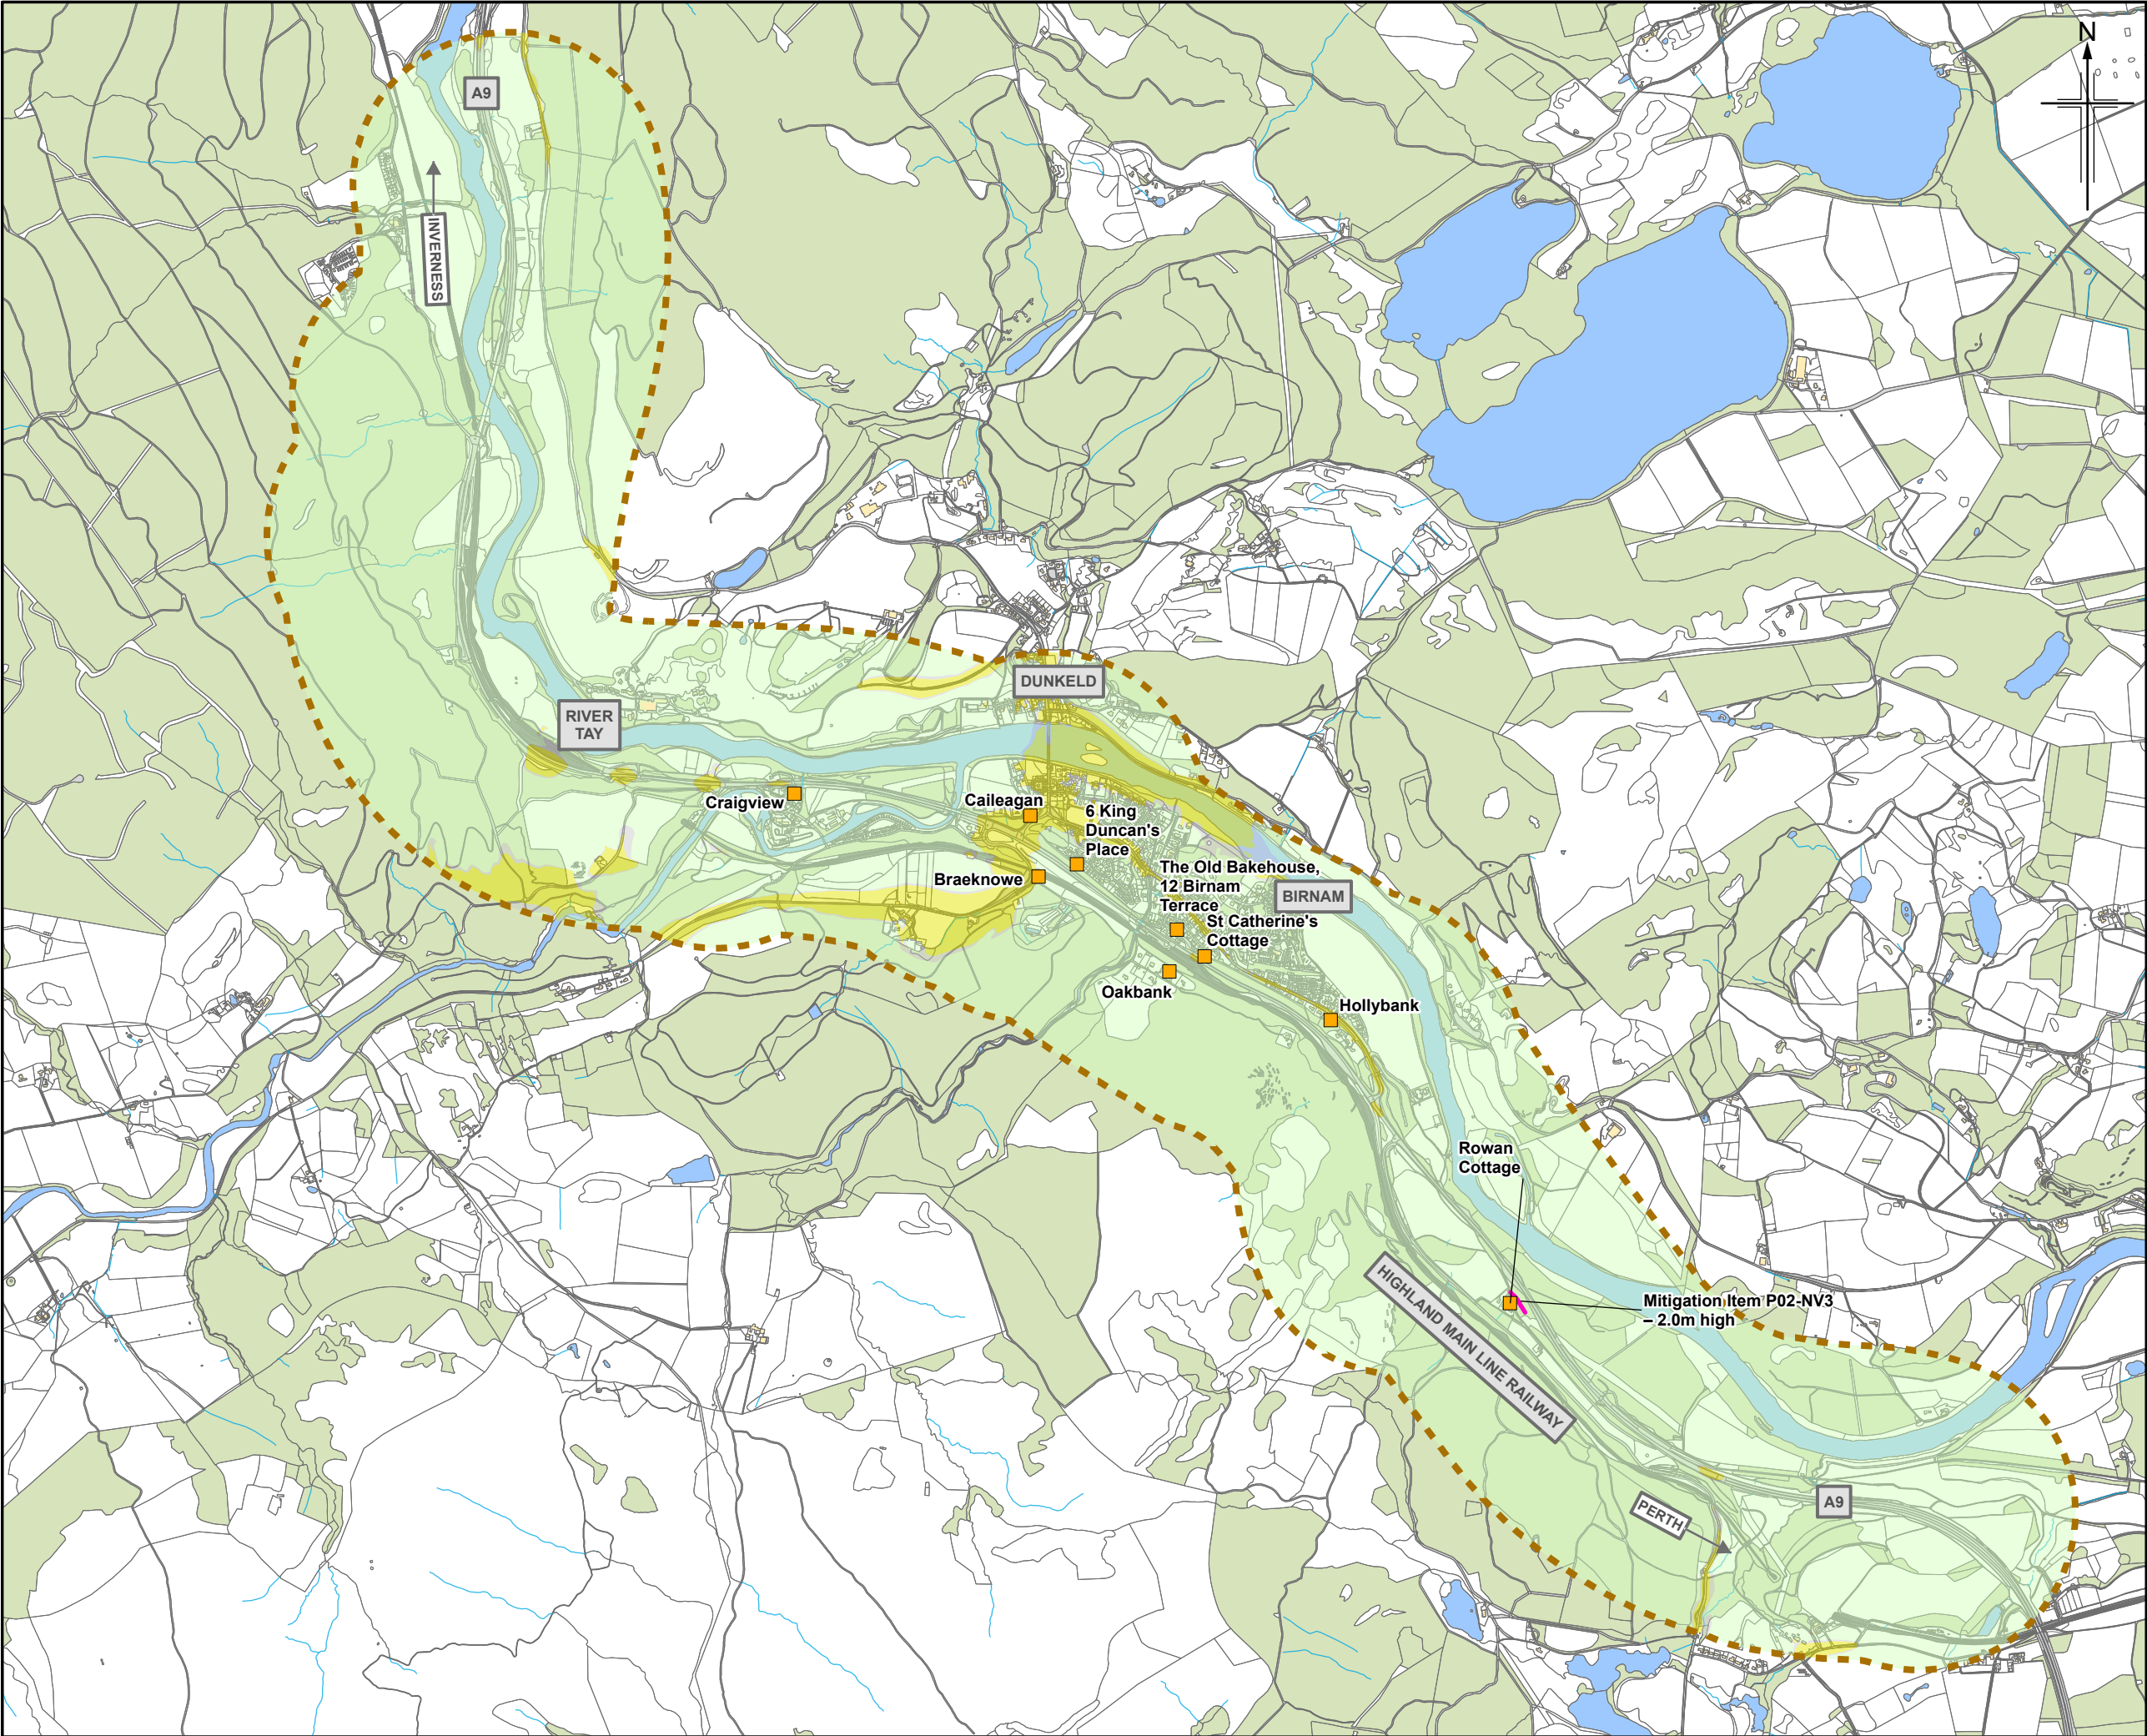 N
A9
INVERNESS
DUNKELD
RIVER
TAY
Craigview
Caileagan
6 King
Duncan's
Place
Braeknowe
The Old Bakehouse,
12 Birnam
Terrace
BIRNAM
St Catherine's
Cottage
Oakbank
Hollybank
Rowan
Cottage
Mitigation Item P02-NV3
– 2.0m high
HIGHLAND MAIN LINE RAILWAY
PERTH
A9